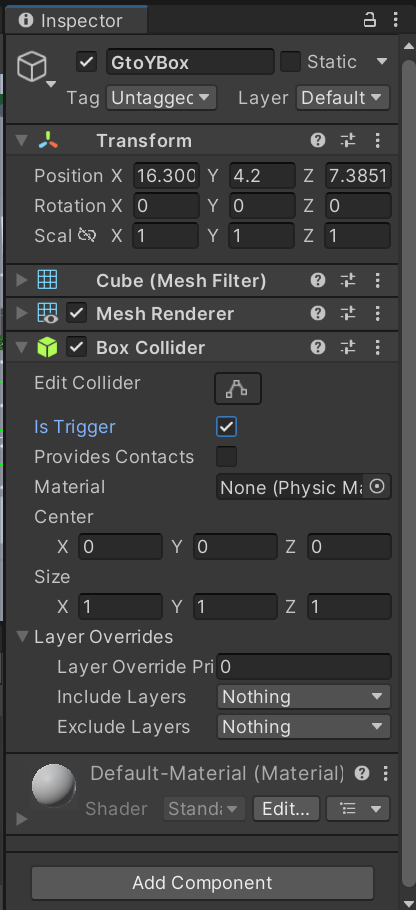 Inspector
GtoYBox Static
Tag Untagged Layer Default
Transform
Position X 16.300 Y 4.2 Z 7.3851
Rotation X 0 Y 0 Z 0
Scal X 1 Y 1 Z 1
Cube (Mesh Filter)
Mesh Renderer
Box Collider
Edit Collider
Is Trigger
Provides Contacts
Material None (Physic Ma
Center
X 0 Y 0 Z 0
Size
X 1 Y 1 Z 1
Layer Overrides
Layer Override Pri 0
Include Layers Nothing
Exclude Layers Nothing
Default-Material (Material)
Shader Standa Edit...
Add Component